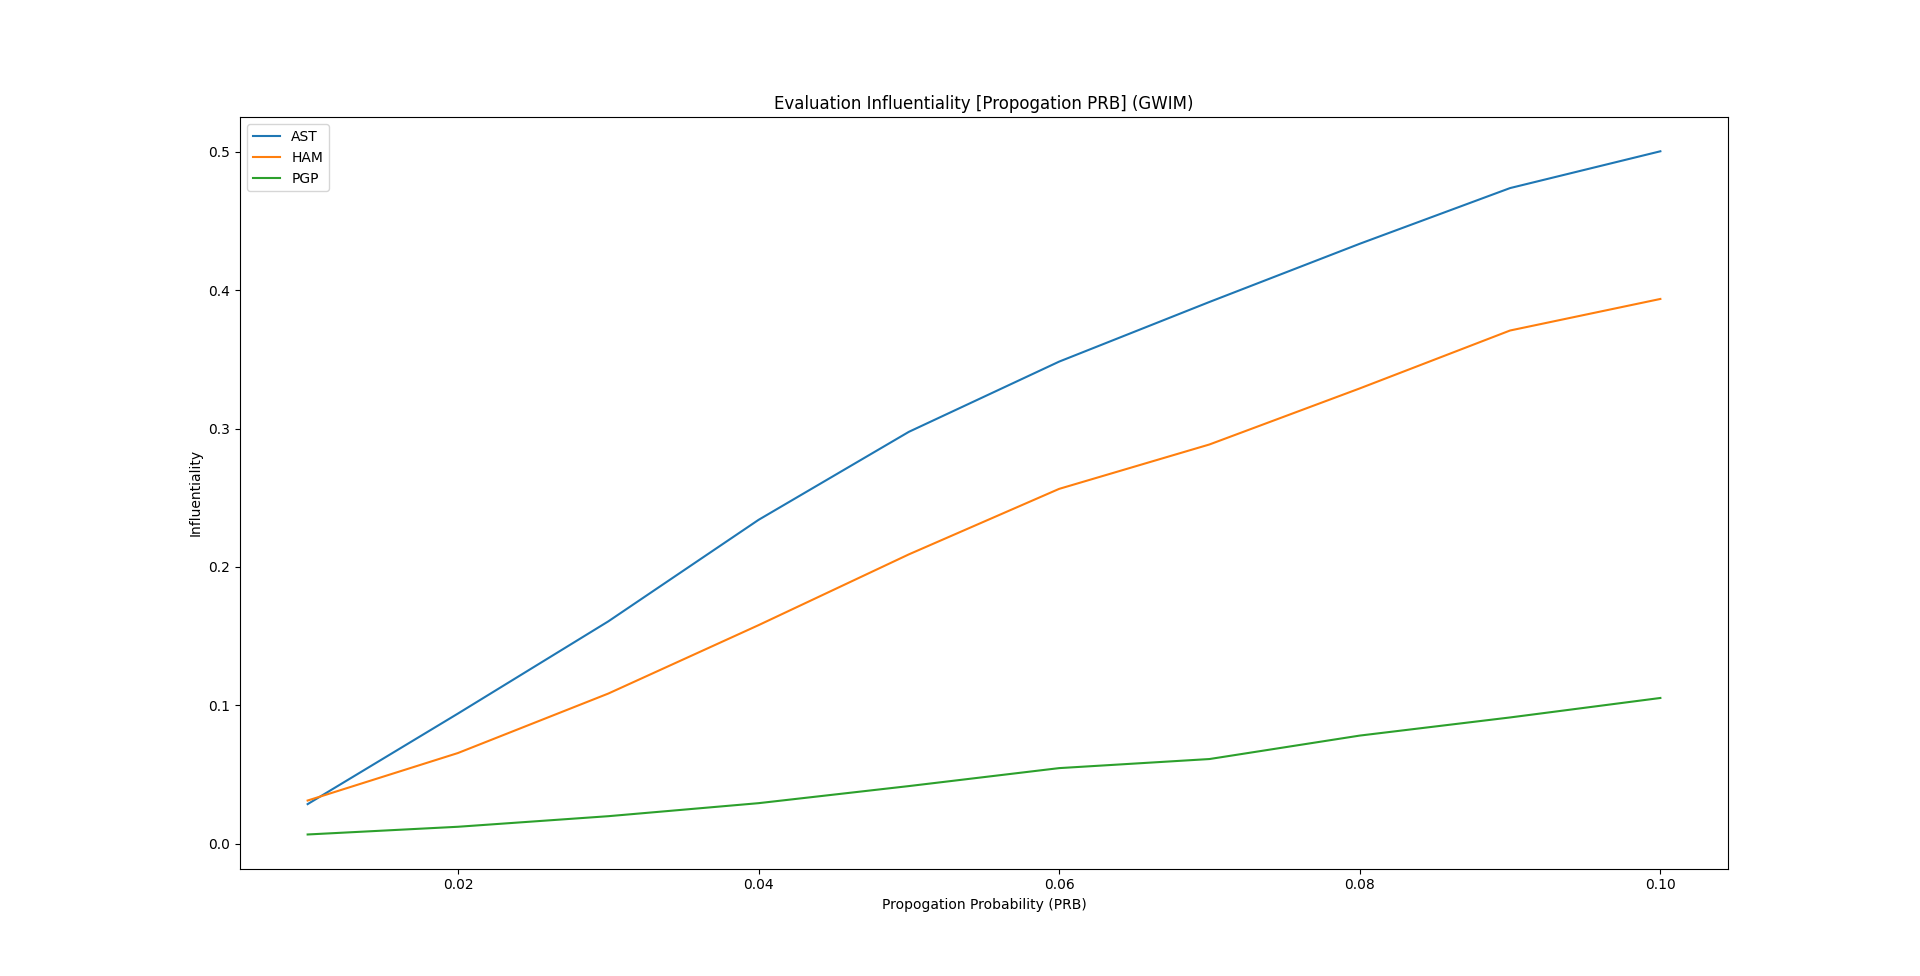 Evaluation Influentiality [Propogation PRB] (GWIM)
AST
HAM
PGP
0.5
0.4
0.3
0.2
0.1
0.0
Influentiality
0.02 0.04 0.06 0.08 0.10
Propogation Probability (PRB)